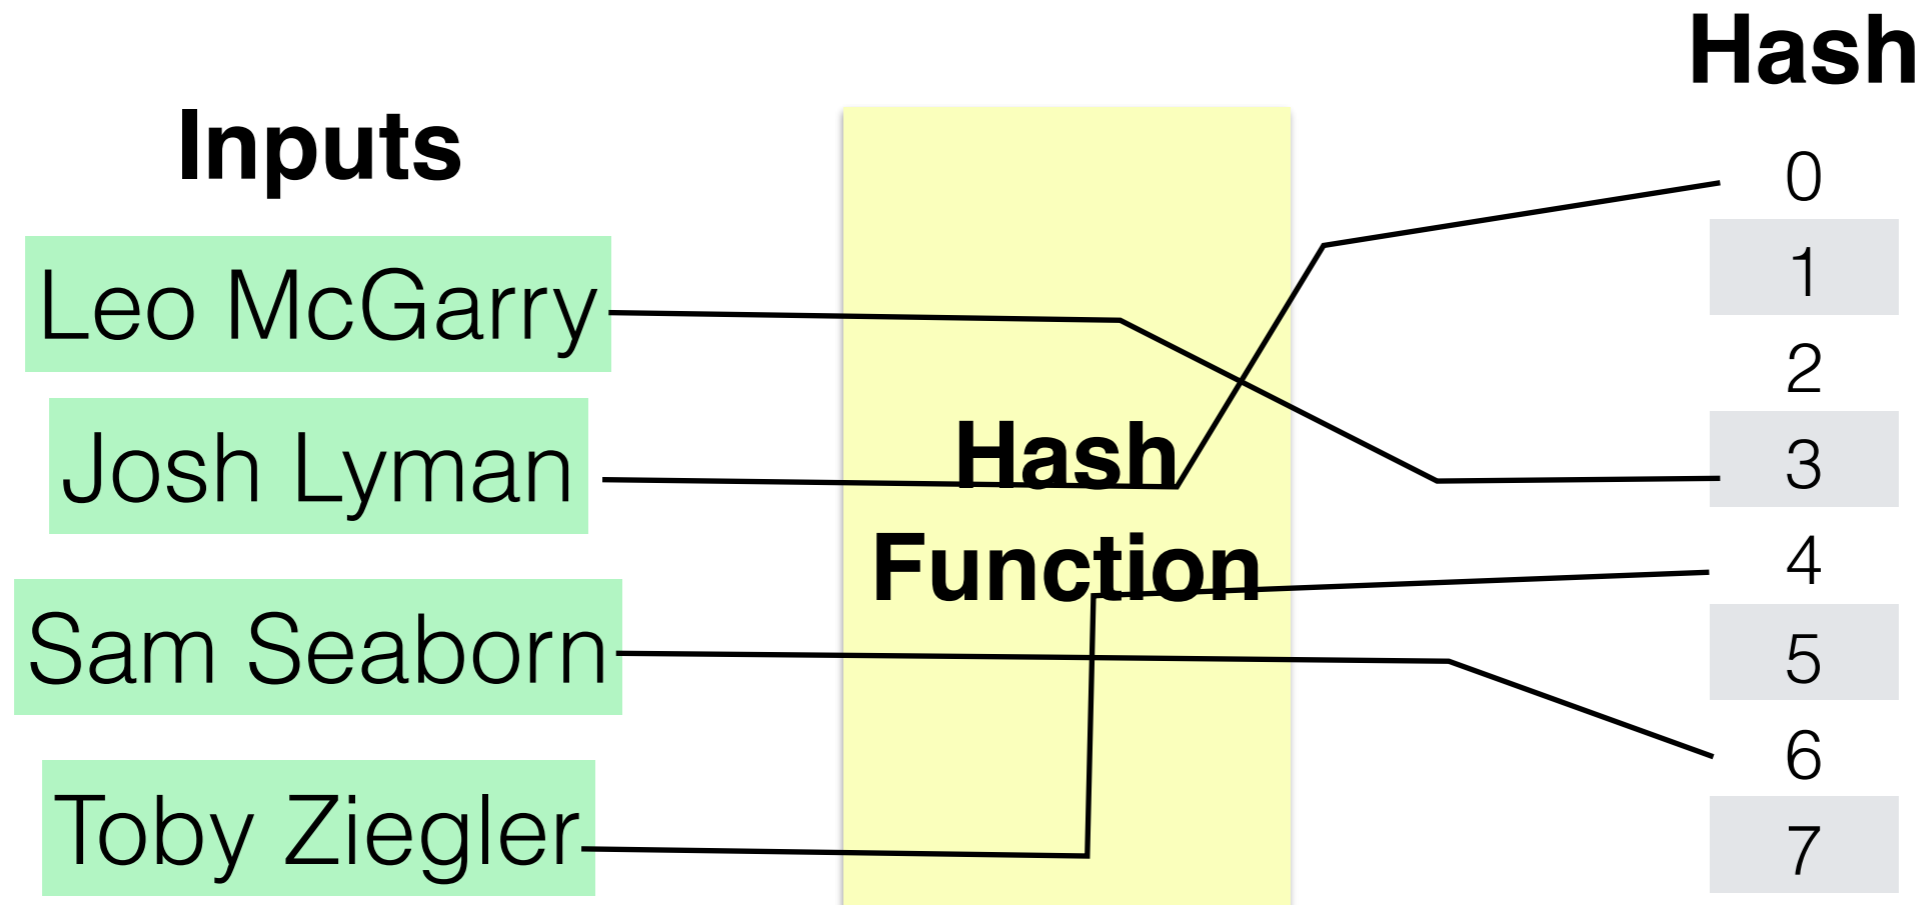 Inputs
Leo McGarry
Josh Lyman
Sam Seaborn
Toby Ziegler
Hash
Function
Hash
0
1
2
3
4
5
6
7